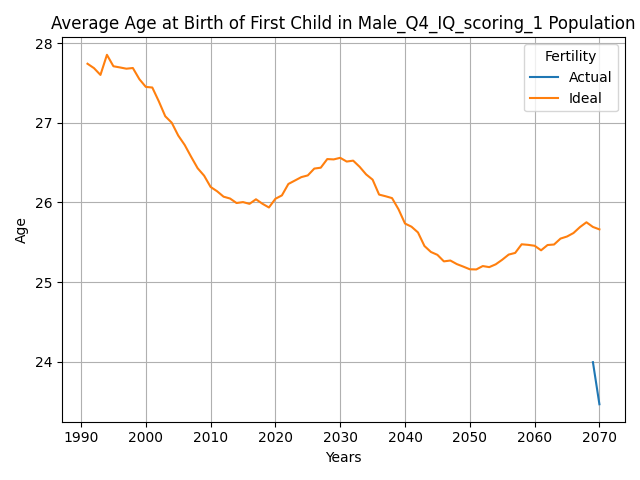 Average Age at Birth of First Child in Male_Q4_IQ_scoring_1 Population
28
27
26
25
24
Age
Fertility
Actual
Ideal
1990 2000 2010 2020 2030 2040 2050 2060 2070
Years